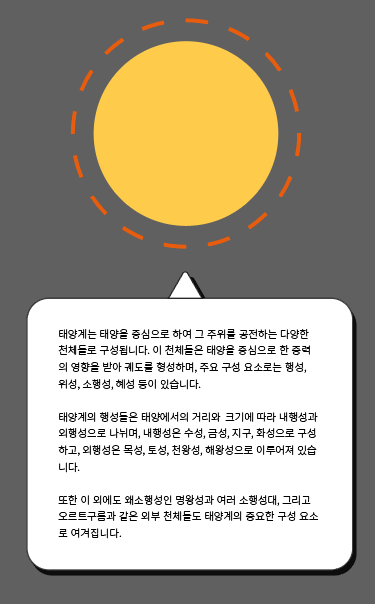 태양계는 태양을 중심으로 하여 그 주위를 공전하는 다양한
천체들로 구성됩니다. 이 천체들은 태양을 중심으로 한 중력
의 영향을 받아 궤도를 형성하며, 주요 구성 요소로는 행성,
위성, 소행성, 혜성 등이 있습니다.
태양계의 행성들은 태양에서의 거리와 크기에 따라 내행성과
외행성으로 나뉘며, 내행성은 수성, 금성, 지구, 화성으로 구성
하고, 외행성은 목성, 토성, 천왕성, 해왕성으로 이루어져 있습
니다.
또한 이 외에도 왜소행성인 명왕성과 여러 소행성대, 그리고
오르트구름과 같은 외부 천체들도 태양계의 중요한 구성 요소
로 여겨집니다.